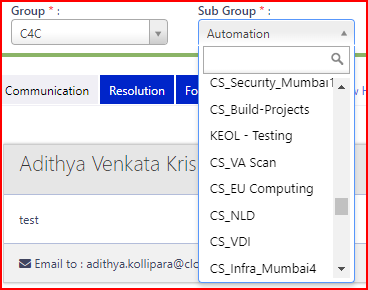 Group * :
Sub Group * :
C4C
Automation
CS_Security_Mumbai1
Communication
Resolution
CS_Build-Projects
KEOL - Testing
Adithya Venkata Kris
CS_VA Scan
CS_EU Computing
test
CS_NLD
CS_VDI
Email to : adithya.kollipara@clo
CS_Infra_Mumbai4